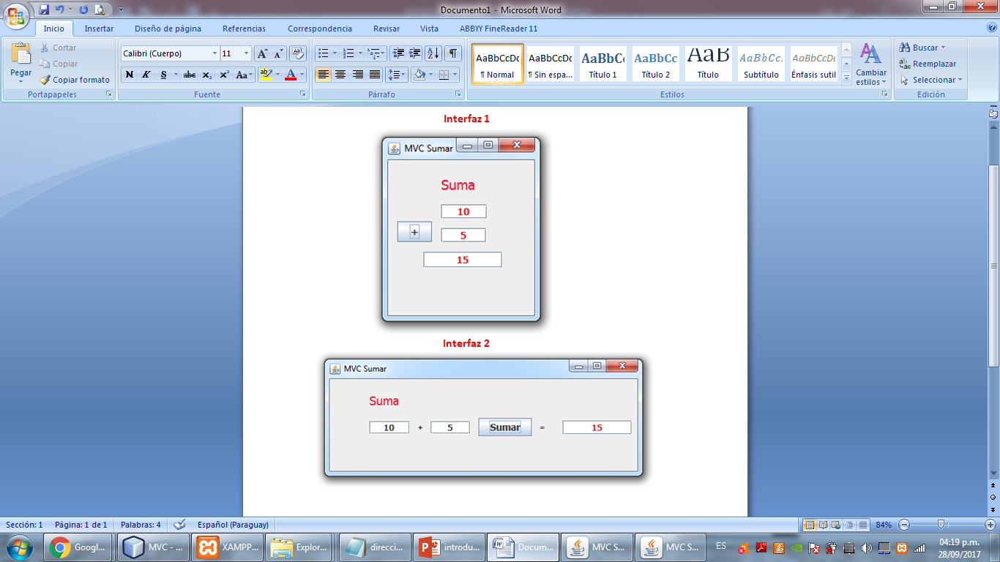 Documento1 - Microsoft Word
Inicio Insertar Diseño de página Referencias Correspondencia Revisar Vista ABBYY FineReader 11
Pegar
Cortar
Copiar
Copiar formato
Portapapeles
Calibri (Cuerpo) 11
N N S abc x₂ x² Aa
Fuente
Párrafo
AaBbCcDc AaBbCcDc AaBbCc AaBbCc AaB AaBbCc. AaBbCcDc
¶ Normal ¶ Sin espa... Título 1 Título 2 Título Subtítulo Énfasis sutil
Cambiar estilos
Estilos
Buscar
Reemplazar
Seleccionar
Edición
Interfaz 1
MVC Sumar
Suma
10
+
5
15
Interfaz 2
MVC Sumar
Suma
10 + 5 Sumar = 15
Sección: 1 Página: 1 de 1 Palabras: 4 Español (Paraguay) 84%
Googl... MVC - ... XAMPP... Explor... direcci... introdu... Docum... MVC S... MVC S... ES 04:19 p.m.
28/09/2017